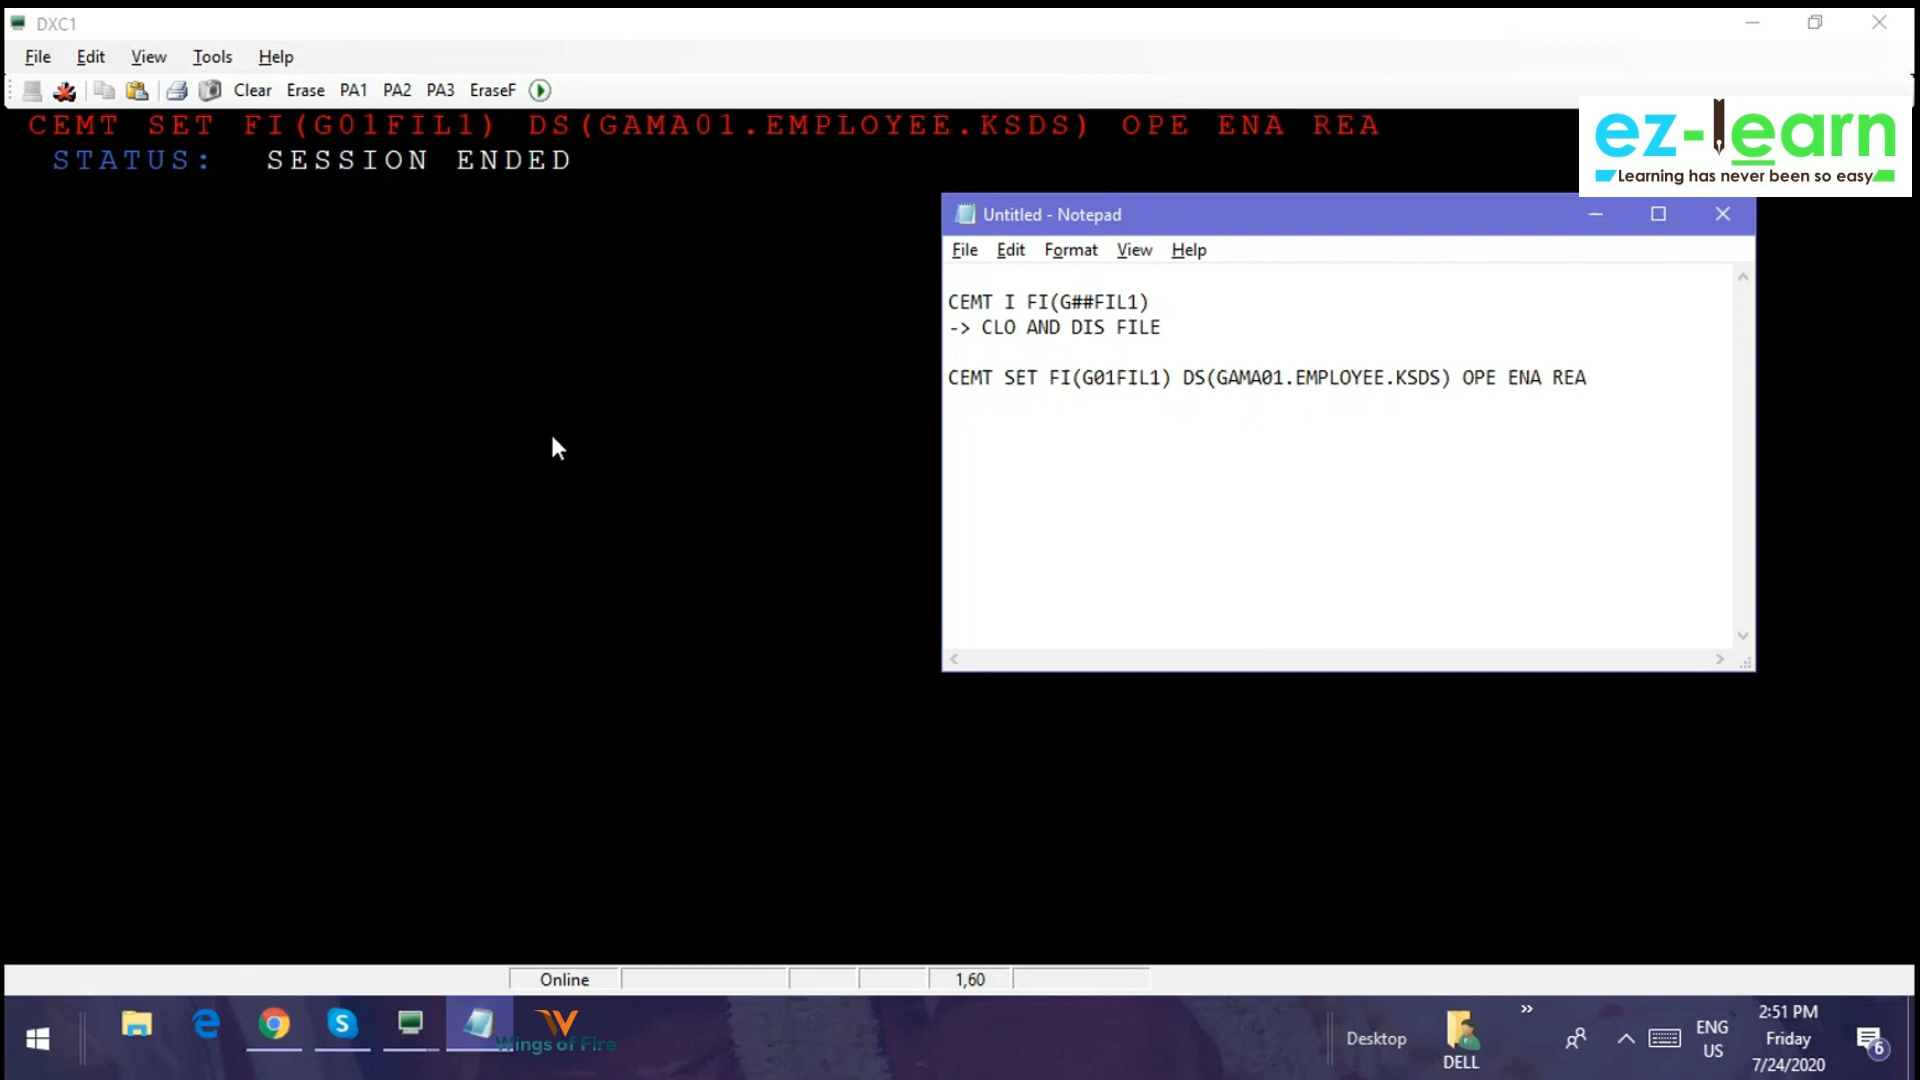 DXC1
File Edit View Tools Help
Clear Erase PA1 PA2 PA3 EraseF
CEMT SET FI(G01FIL1) DS(GAMA01.EMPLOYEE.KSDS) OPE ENA REA
STATUS: SESSION ENDED
ez-learn
Learning has never been so easy
Untitled - Notepad
File Edit Format View Help
CEMT I FI(G##FIL1)
-> CLO AND DIS FILE
CEMT SET FI(G01FIL1) DS(GAMA01.EMPLOYEE.KSDS) OPE ENA REA
Online 1,60
Wings of Fire
Desktop
DELL
ENG
US
2:51 PM
Friday
7/24/2020
6